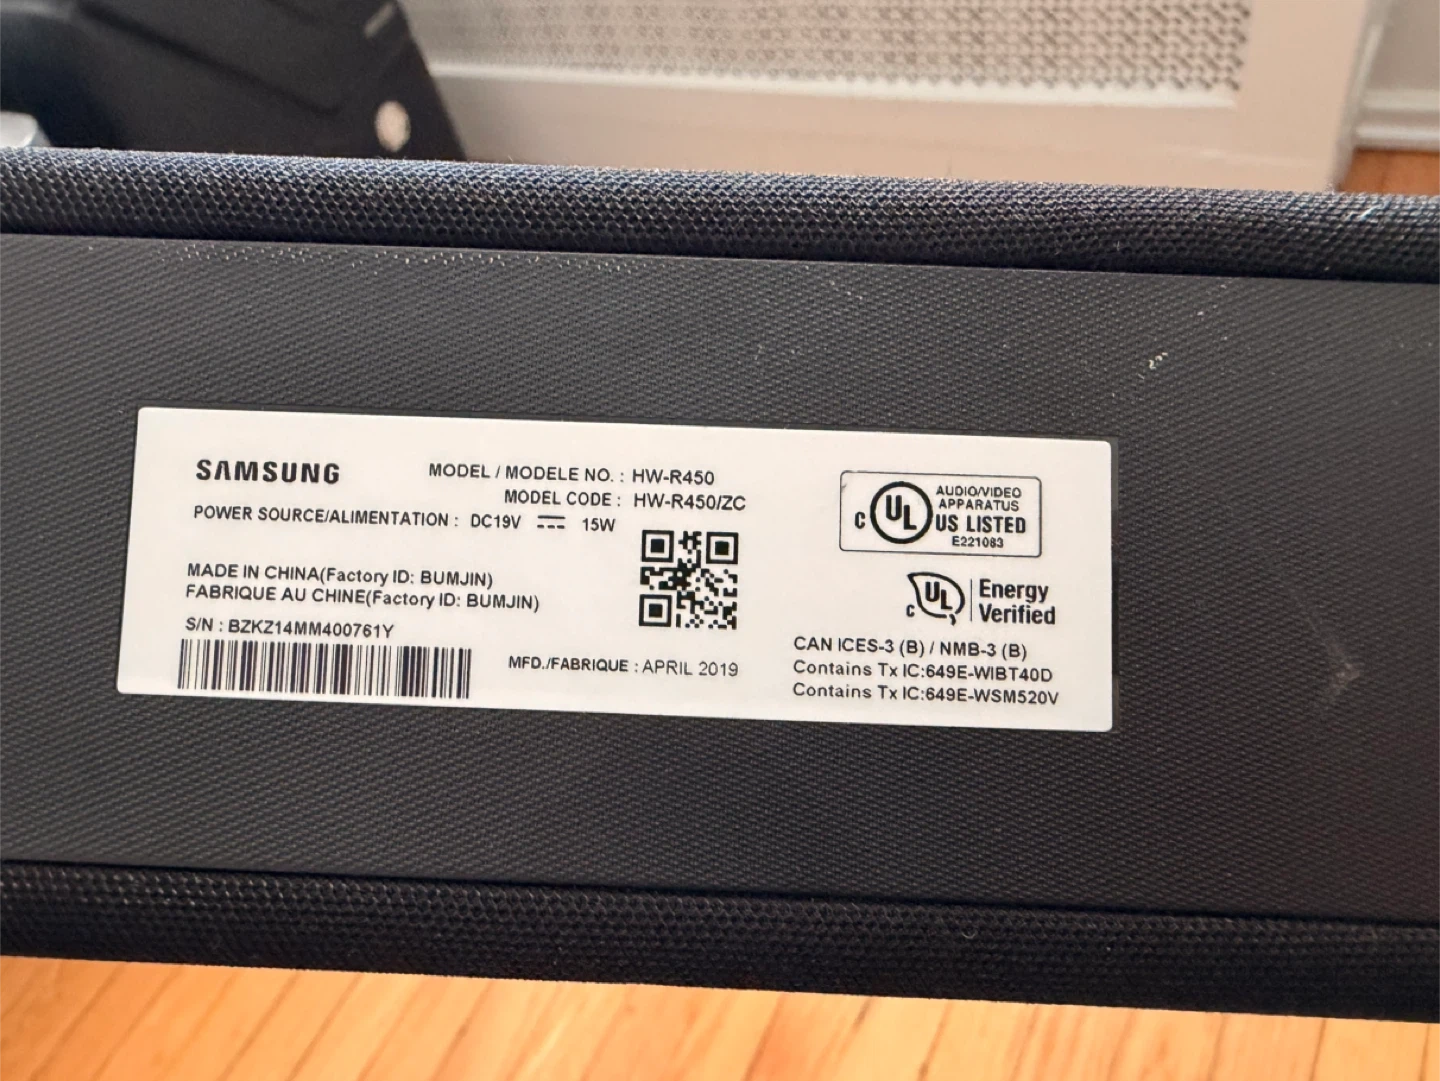 SAMSUNG
MODEL / MODELE NO. : HW-R450
MODEL CODE : HW-R450/ZC
POWER SOURCE/ALIMENTATION : DC19V ⎓ 15W
MADE IN CHINA(Factory ID: BUMJIN)
FABRIQUE AU CHINE(Factory ID: BUMJIN)
S/N : BZKZ14MM400761Y
MFD./FABRIQUE : APRIL 2019
C UL US LISTED
AUDIO/VIDEO
APPARATUS
E221083
C UL Energy
Verified
CAN ICES-3 (B) / NMB-3 (B)
Contains Tx IC:649E-WIBT40D
Contains Tx IC:649E-WSM520V